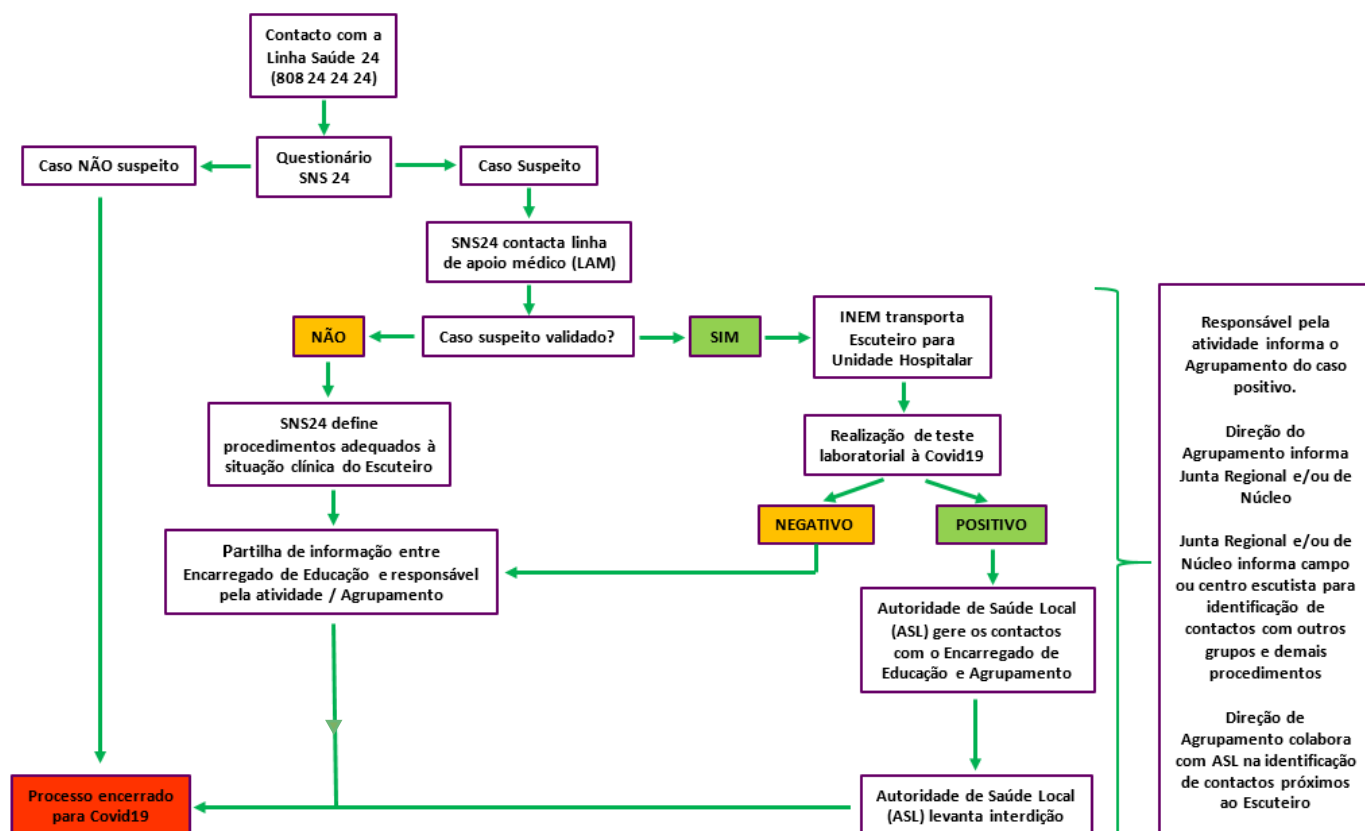 Contacto com a
Linha Saúde 24
(808 24 24 24)
Caso NÃO suspeito
Questionário
SNS 24
Caso Suspeito
SNS24 contacta linha
de apoio médico (LAM)
NÃO
Caso suspeito validado?
SIM
INEM transporta
Escuteiro para
Unidade Hospitalar
SNS24 define
procedimentos adequados à
situação clínica do Escuteiro
Realização de teste
laboratorial à Covid19
NEGATIVO
POSITIVO
Partilha de informação entre
Encarregado de Educação e responsável
pela atividade / Agrupamento
Autoridade de Saúde Local
(ASL) gere os contactos
com o Encarregado de
Educação e Agrupamento
Processo encerrado
para Covid19
Autoridade de Saúde Local
(ASL) levanta interdição
Responsável pela
atividade informa o
Agrupamento do caso
positivo.
Direção do
Agrupamento informa
Junta Regional e/ou de
Núcleo
Junta Regional e/ou de
Núcleo informa campo
ou centro escutista para
identificação de
contactos com outros
grupos e demais
procedimentos
Direção de
Agrupamento colabora
com ASL na identificação
de contactos próximos
ao Escuteiro